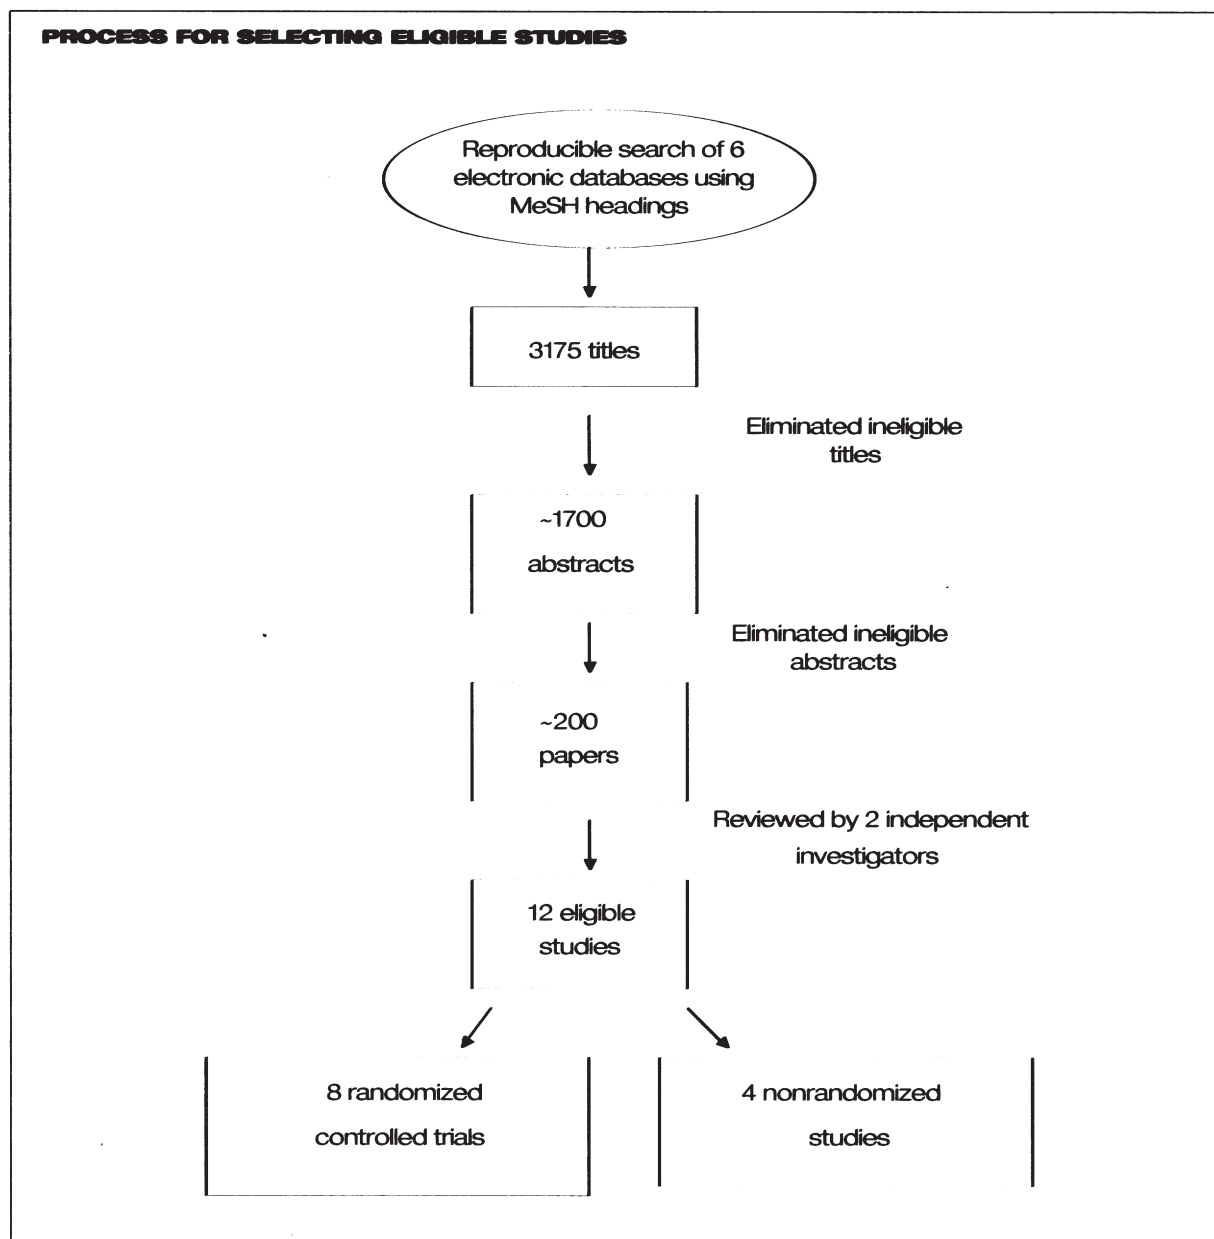 PROCESS FOR SELECTING ELIGIBLE STUDIES
Reproducible search of 6
electronic databases using
MeSH headings
3175 titles
Eliminated ineligible
titles
~1700
abstracts
Eliminated ineligible
abstracts
~200
papers
Reviewed by 2 independent
investigators
12 eligible
studies
8 randomized
controlled trials
4 nonrandomized
studies